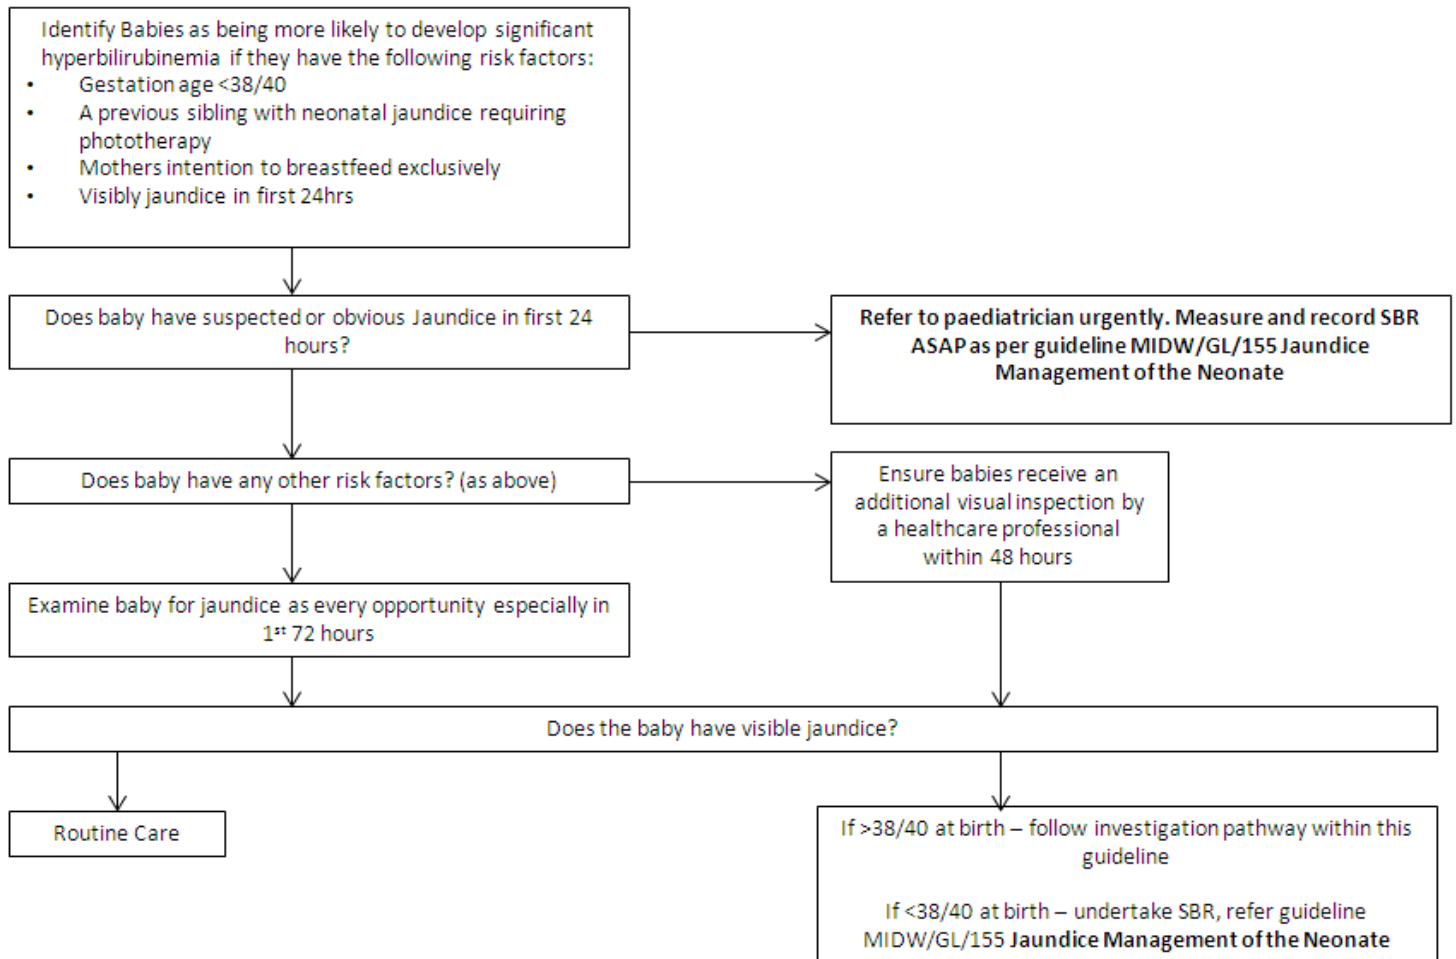 Identify Babies as being more likely to develop significant
hyperbilirubinemia if they have the following risk factors:
• Gestation age <38/40
• A previous sibling with neonatal jaundice requiring
phototherapy
• Mothers intention to breastfeed exclusively
• Visibly jaundice in first 24hrs
Does baby have suspected or obvious Jaundice in first 24
hours?
Refer to paediatrician urgently. Measure and record SBR
ASAP as per guideline MIDW/GL/155 Jaundice
Management of the Neonate
Does baby have any other risk factors? (as above)
Ensure babies receive an
additional visual inspection by
a healthcare professional
within 48 hours
Examine baby for jaundice as every opportunity especially in
1st 72 hours
Does the baby have visible jaundice?
Routine Care
If >38/40 at birth – follow investigation pathway within this
guideline
If <38/40 at birth – undertake SBR, refer guideline
MIDW/GL/155 Jaundice Management of the Neonate